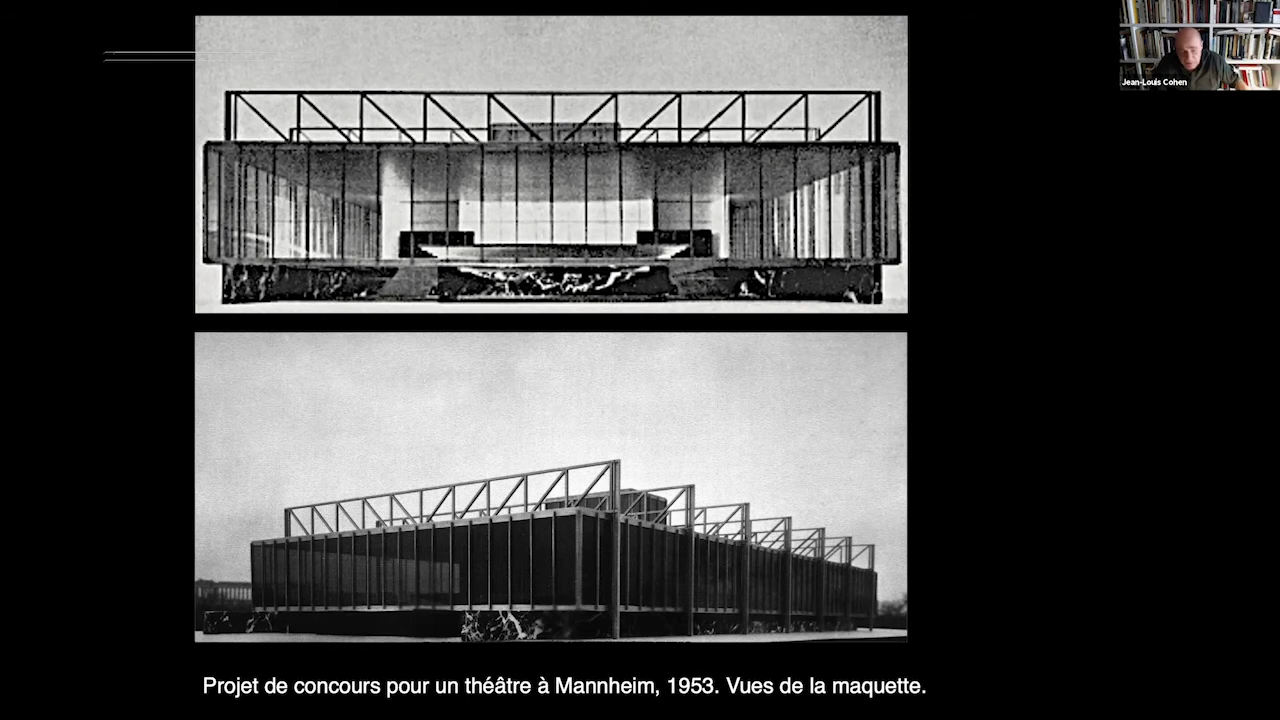 Jean-Louis Cohen
Projet de concours pour un théâtre à Mannheim, 1953. Vues de la maquette.